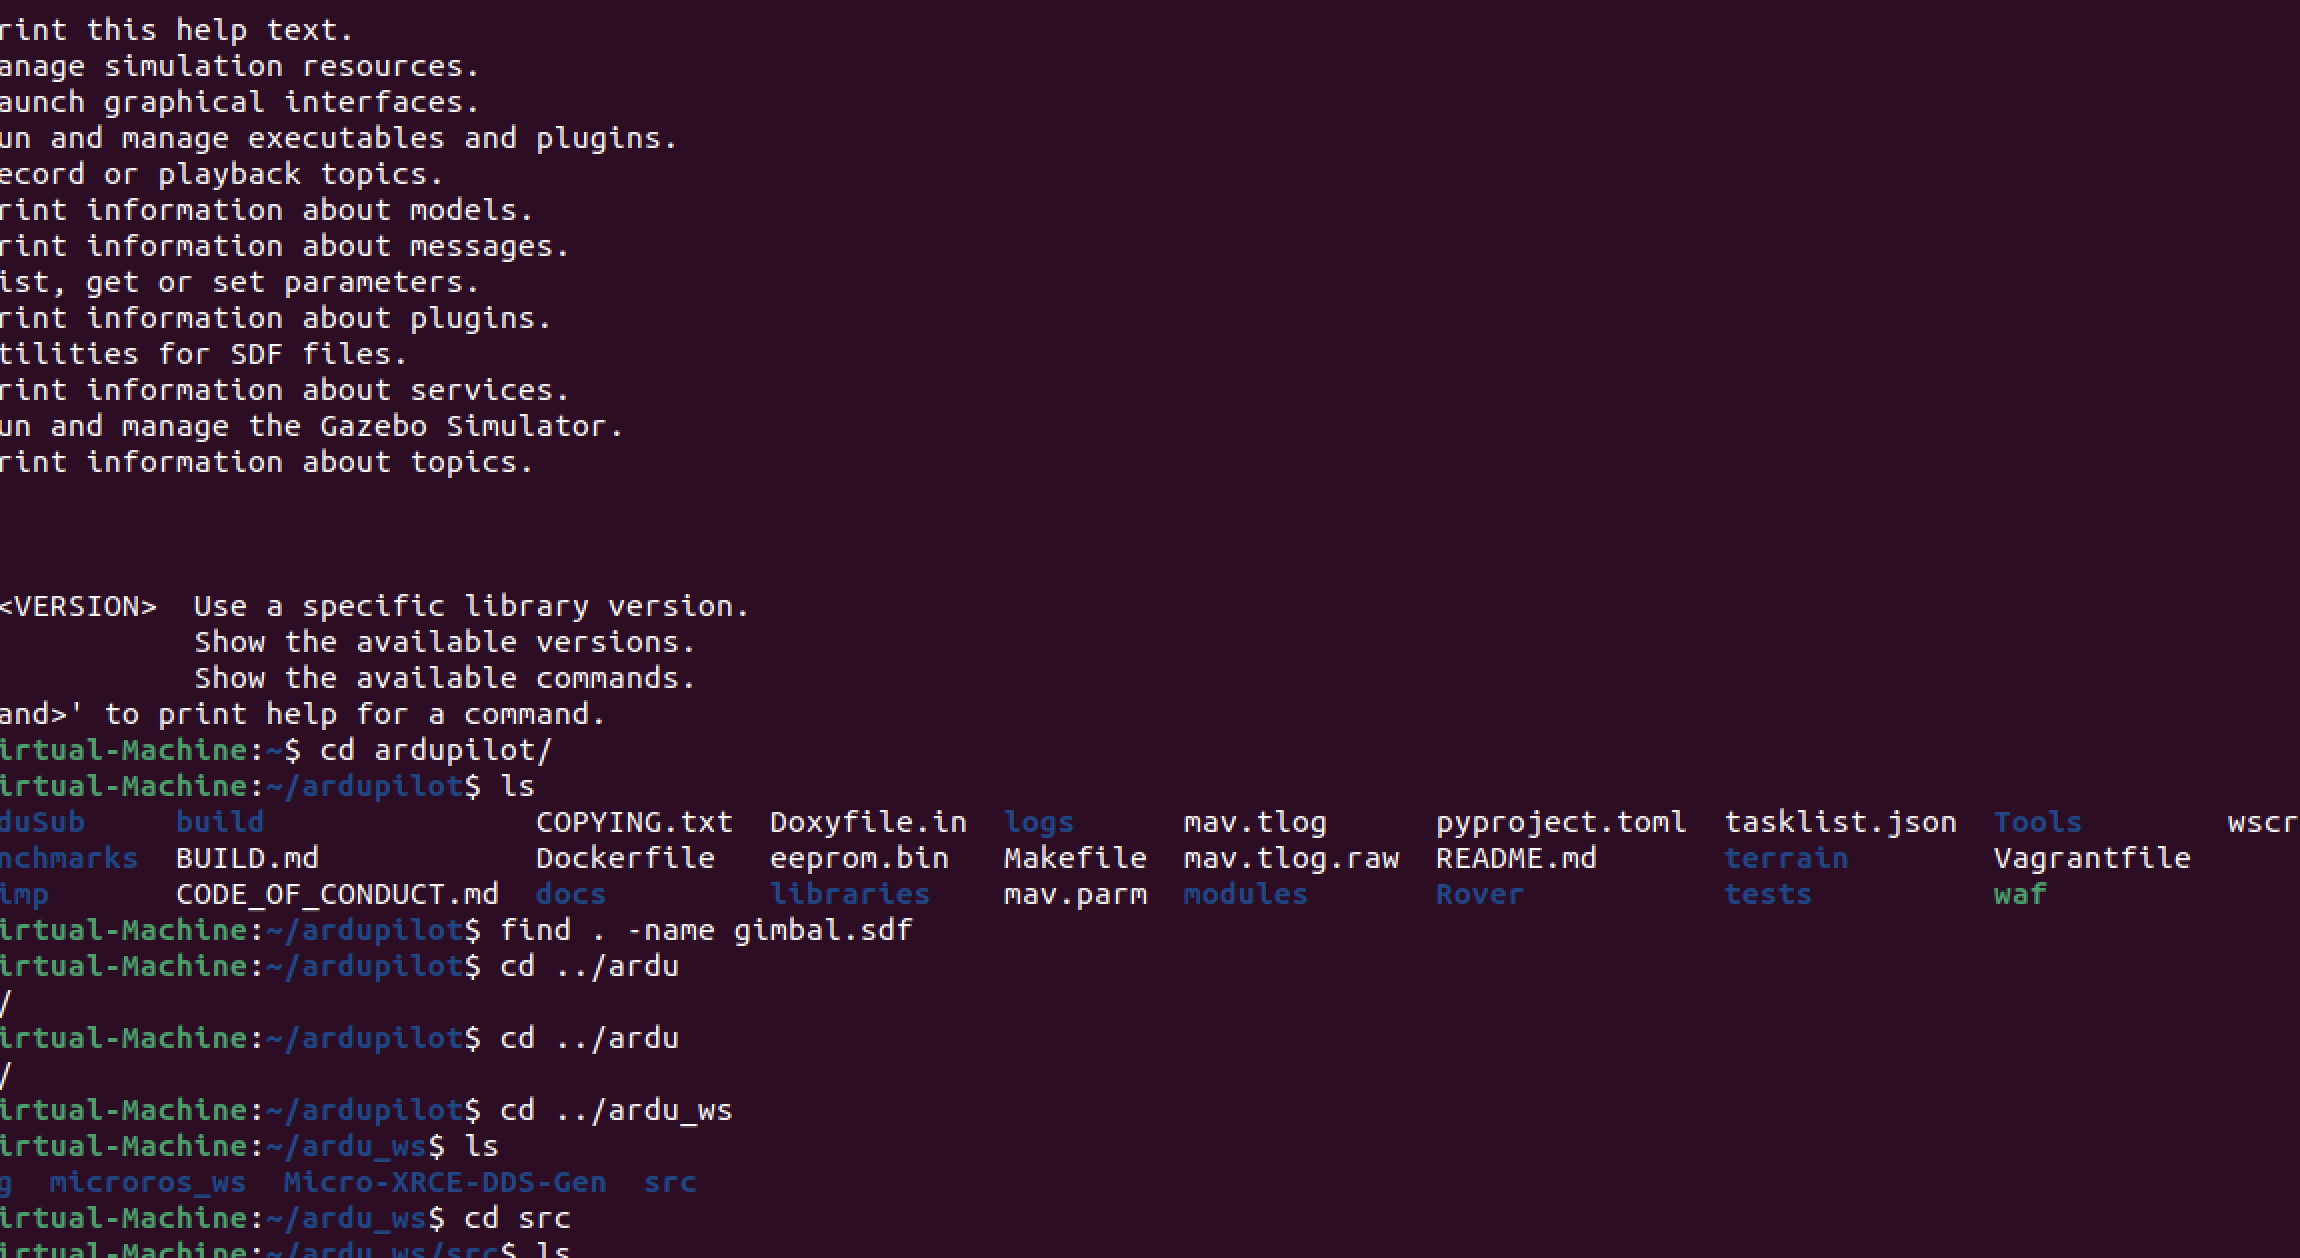 rint this help text.
anage simulation resources.
aunch graphical interfaces.
un and manage executables and plugins.
ecord or playback topics.
rint information about models.
rint information about messages.
ist, get or set parameters.
rint information about plugins.
tilities for SDF files.
rint information about services.
un and manage the Gazebo Simulator.
rint information about topics.
<VERSION>  Use a specific library version.
Show the available versions.
Show the available commands.
and>' to print help for a command.
irtual-Machine:~$ cd ardupilot/
irtual-Machine:~/ardupilot$ ls
duSub  build  COPYING.txt  Doxyfile.in  logs  mav.tlog  pyproject.toml  tasklist.json  Tools  wscr
nchmarks  BUILD.md  Dockerfile  eeprom.bin  Makefile  mav.tlog.raw  README.md  terrain  Vagrantfile
imp  CODE_OF_CONDUCT.md  docs  libraries  mav.parm  modules  Rover  tests  waf
irtual-Machine:~/ardupilot$ find . -name gimbal.sdf
irtual-Machine:~/ardupilot$ cd ../ardu
/
irtual-Machine:~/ardupilot$ cd ../ardu
/
irtual-Machine:~/ardupilot$ cd ../ardu_ws
irtual-Machine:~/ardu_ws$ ls
g  microros_ws  Micro-XRCE-DDS-Gen  src
irtual-Machine:~/ardu_ws$ cd src
irtual-Machine:~/ardu_ws/src$ ls